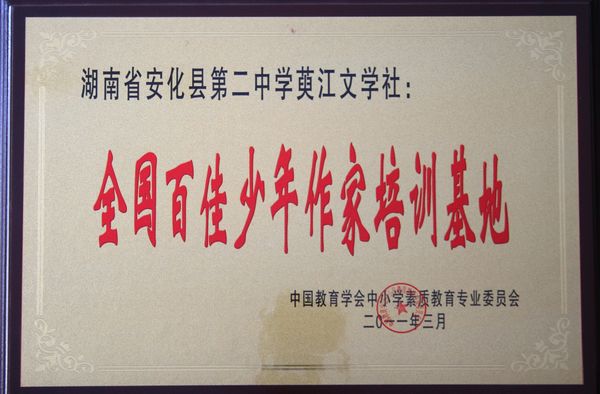 湖南省安化县第二中学萸江文学社：
全国百佳少年作家培训基地
中国教育学会中小学素质教育专业委员会
二〇一一年三月